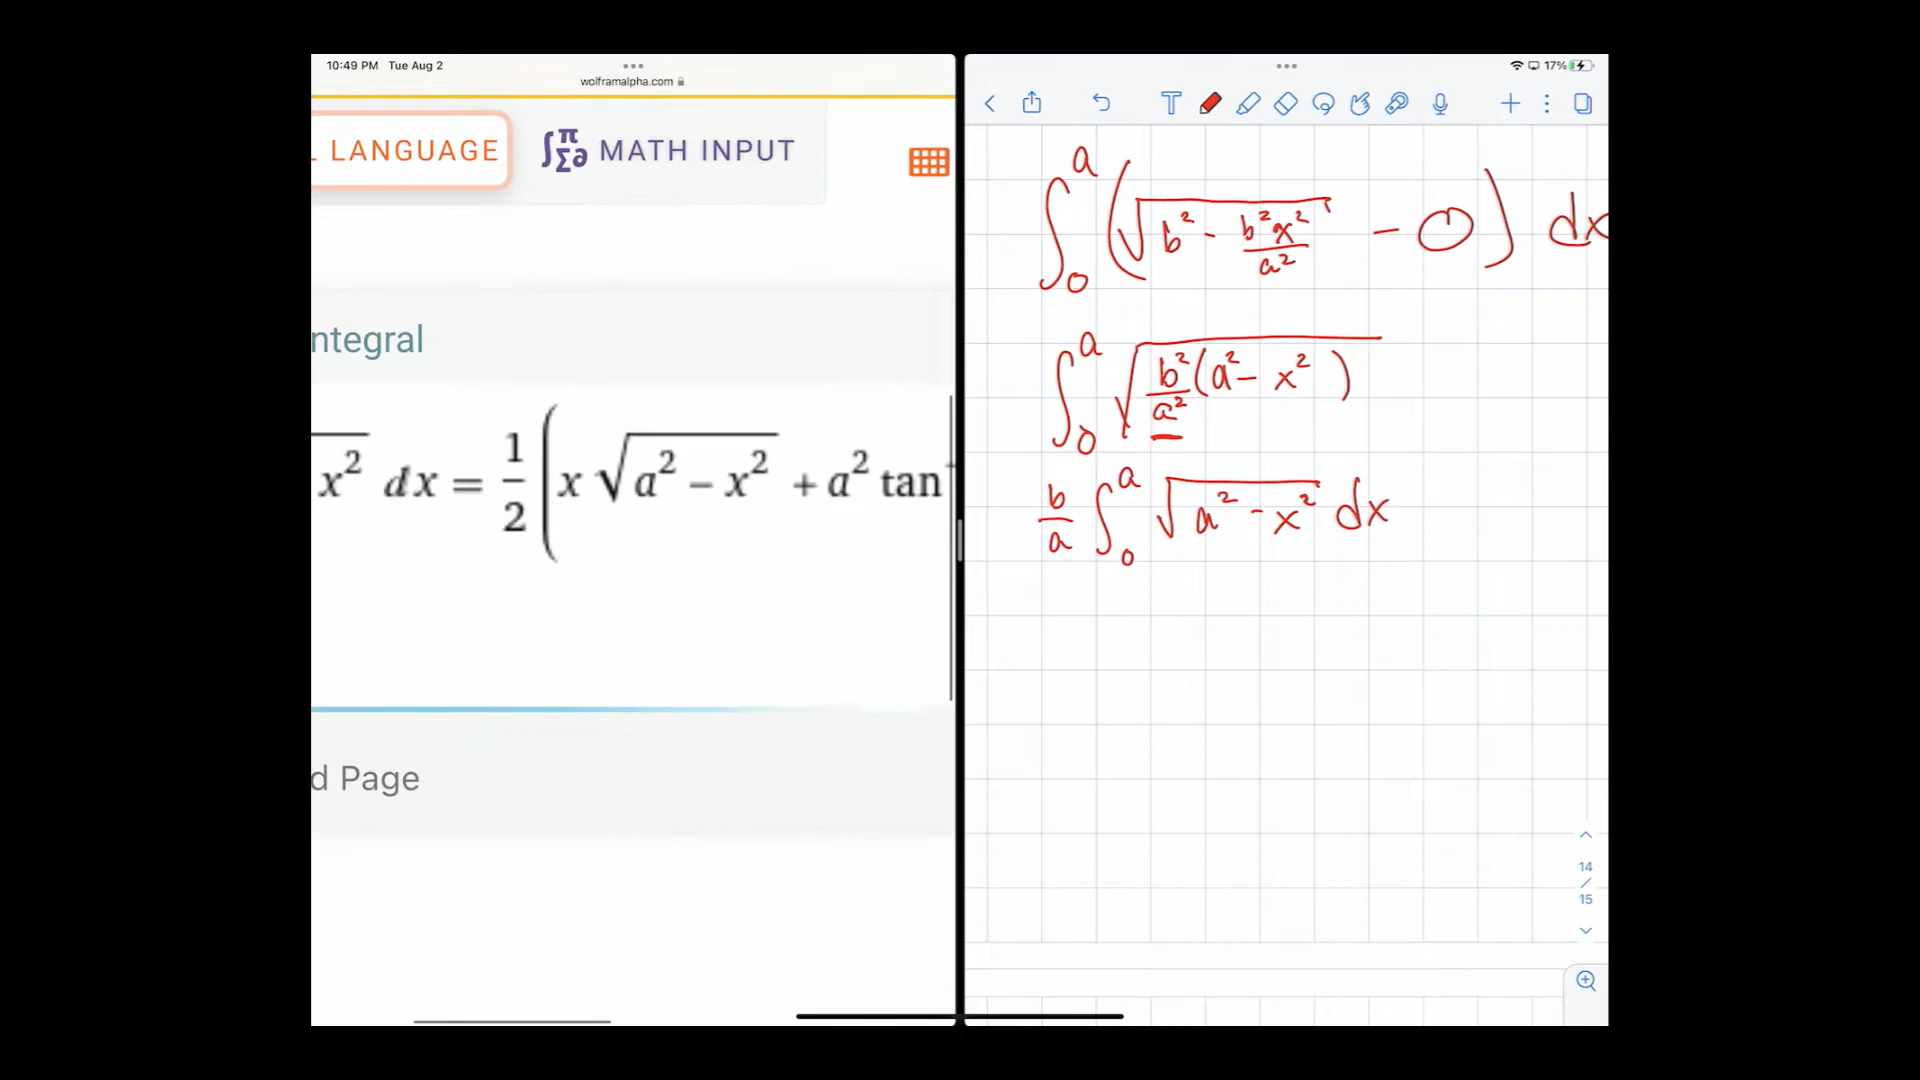 10:49 PM Tue Aug 2
wolframalpha.com
L LANGUAGE
∫Σ∂π MATH INPUT
ntegral
x² dx = 1/2 (x √(a² − x²) + a² tan⁻
d Page
17%
T
∫₀ᵃ (√(b² - b²x²/a²) - 0) dx
∫₀ᵃ √(b²/a² (a² - x²))
b/a ∫₀ᵃ √(a² - x²) dx
14
/
15